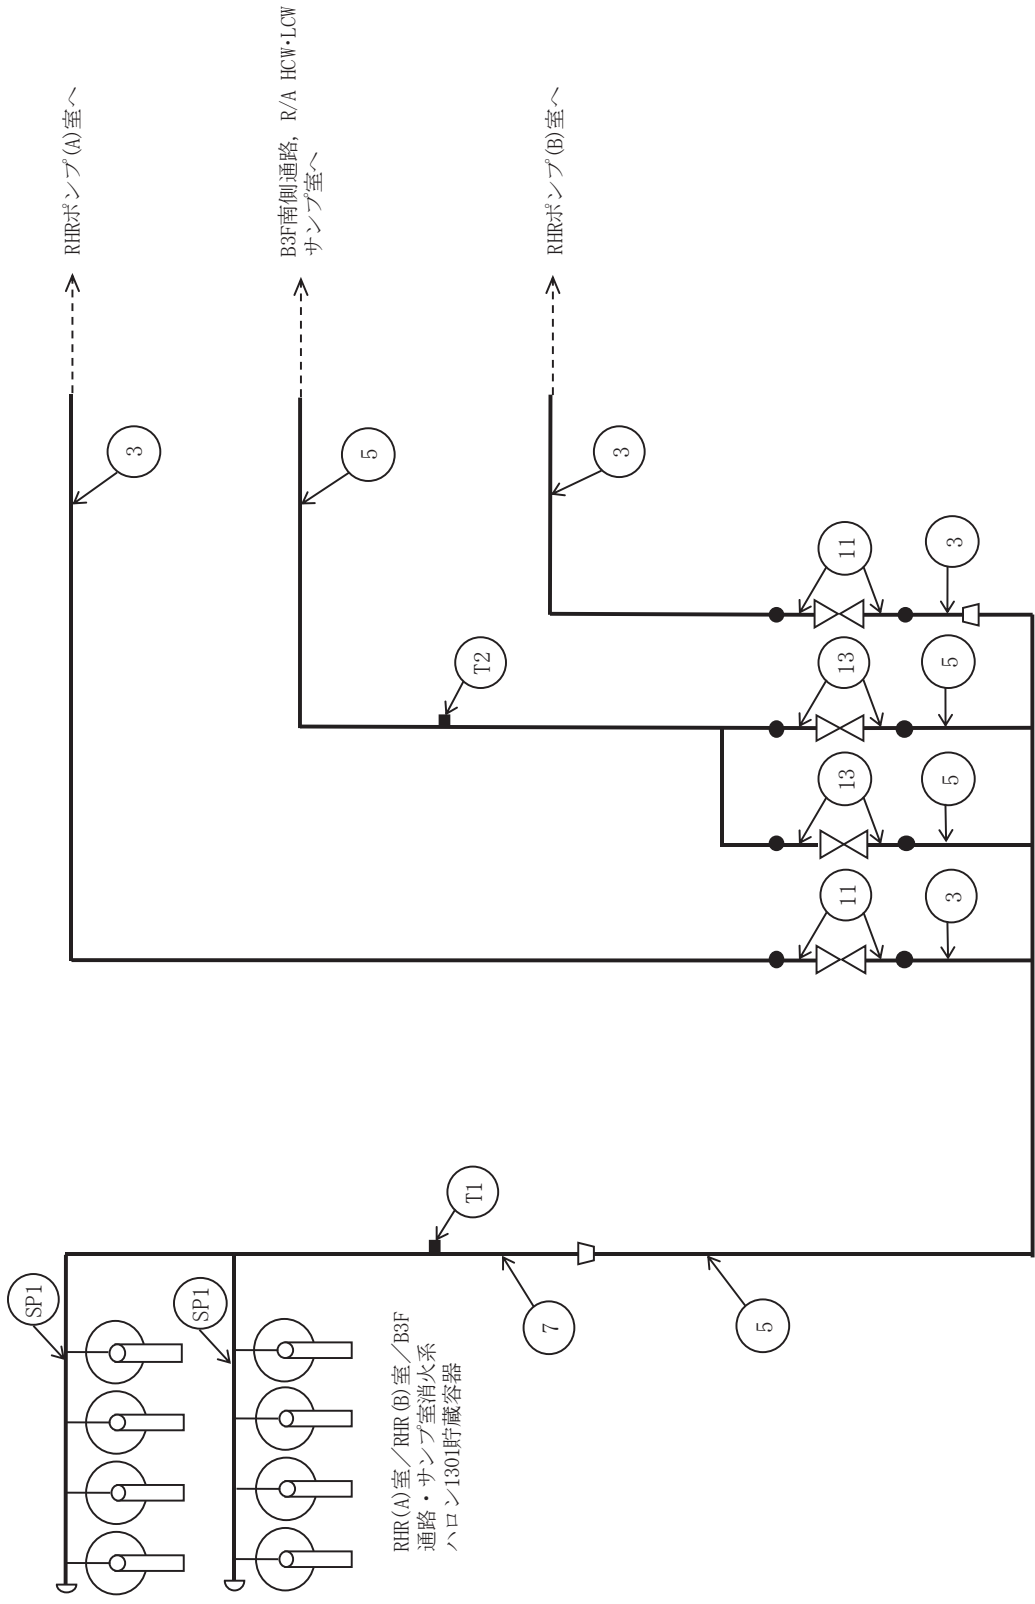 RHRポンプ(A)室へ
B3F南側通路, R/A HCW・LCW
サンプ室へ
RHRポンプ(B)室へ
3
5
3
T2
11
13
13
11
3
5
5
3
T1
7
5
SP1
SP1
RHR(A)室/RHR(B)室/B3F
通路・サンプ室消火系
ハロン1301貯蔵容器